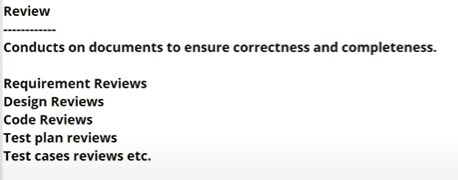 Review
------------
Conducts on documents to ensure correctness and completeness.
Requirement Reviews
Design Reviews
Code Reviews
Test plan reviews
Test cases reviews etc.